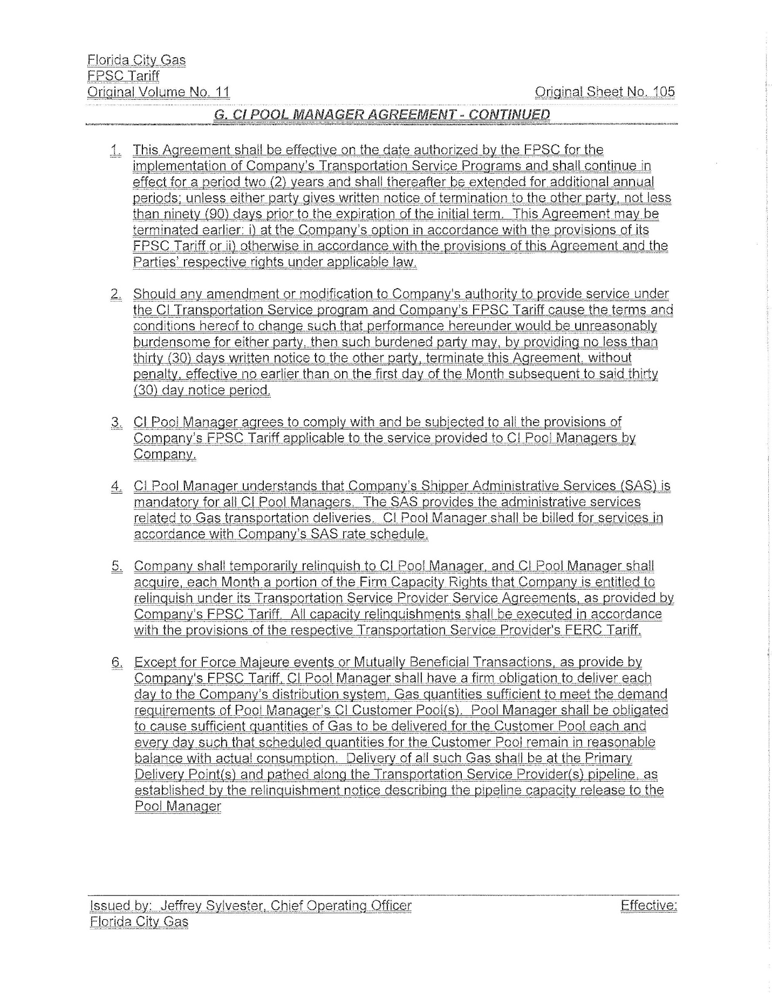 Florida City Gas
FPSC Tariff
Original Volume No. 11 Original Sheet No. 105
G. CI POOL MANAGER AGREEMENT - CONTINUED
1. This Agreement shall be effective on the date authorized by the FPSC for the
implementation of Company's Transportation Service Programs and shall continue in
effect for a period two (2) years and shall thereafter be extended for additional annual
periods; unless either party gives written notice of termination to the other party, not less
than ninety (90) days prior to the expiration of the initial term. This Agreement may be
terminated earlier: i) at the Company's option in accordance with the provisions of its
FPSC Tariff or ii) otherwise in accordance with the provisions of this Agreement and the
Parties' respective rights under applicable law.
2. Should any amendment or modification to Company's authority to provide service under
the CI Transportation Service program and Company's FPSC Tariff cause the terms and
conditions hereof to change such that performance hereunder would be unreasonably
burdensome for either party, then such burdened party may, by providing no less than
thirty (30) days written notice to the other party, terminate this Agreement, without
penalty, effective no earlier than on the first day of the Month subsequent to said thirty
(30) day notice period.
3. CI Pool Manager agrees to comply with and be subjected to all the provisions of
Company's FPSC Tariff applicable to the service provided to CI Pool Managers by
Company.
4. CI Pool Manager understands that Company's Shipper Administrative Services (SAS) is
mandatory for all CI Pool Managers. The SAS provides the administrative services
related to Gas transportation deliveries. CI Pool Manager shall be billed for services in
accordance with Company's SAS rate schedule.
5. Company shall temporarily relinquish to CI Pool Manager, and CI Pool Manager shall
acquire, each Month a portion of the Firm Capacity Rights that Company is entitled to
relinquish under its Transportation Service Provider Service Agreements, as provided by
Company's FPSC Tariff. All capacity relinquishments shall be executed in accordance
with the provisions of the respective Transportation Service Provider's FERC Tariff.
6. Except for Force Majeure events or Mutually Beneficial Transactions, as provide by
Company's FPSC Tariff, CI Pool Manager shall have a firm obligation to deliver each
day to the Company's distribution system, Gas quantities sufficient to meet the demand
requirements of Pool Manager's CI Customer Pool(s). Pool Manager shall be obligated
to cause sufficient quantities of Gas to be delivered for the Customer Pool each and
every day such that scheduled quantities for the Customer Pool remain in reasonable
balance with actual consumption. Delivery of all such Gas shall be at the Primary
Delivery Point(s) and pathed along the Transportation Service Provider(s) pipeline, as
established by the relinquishment notice describing the pipeline capacity release to the
Pool Manager
Issued by: Jeffrey Sylvester, Chief Operating Officer Effective:
Florida City Gas